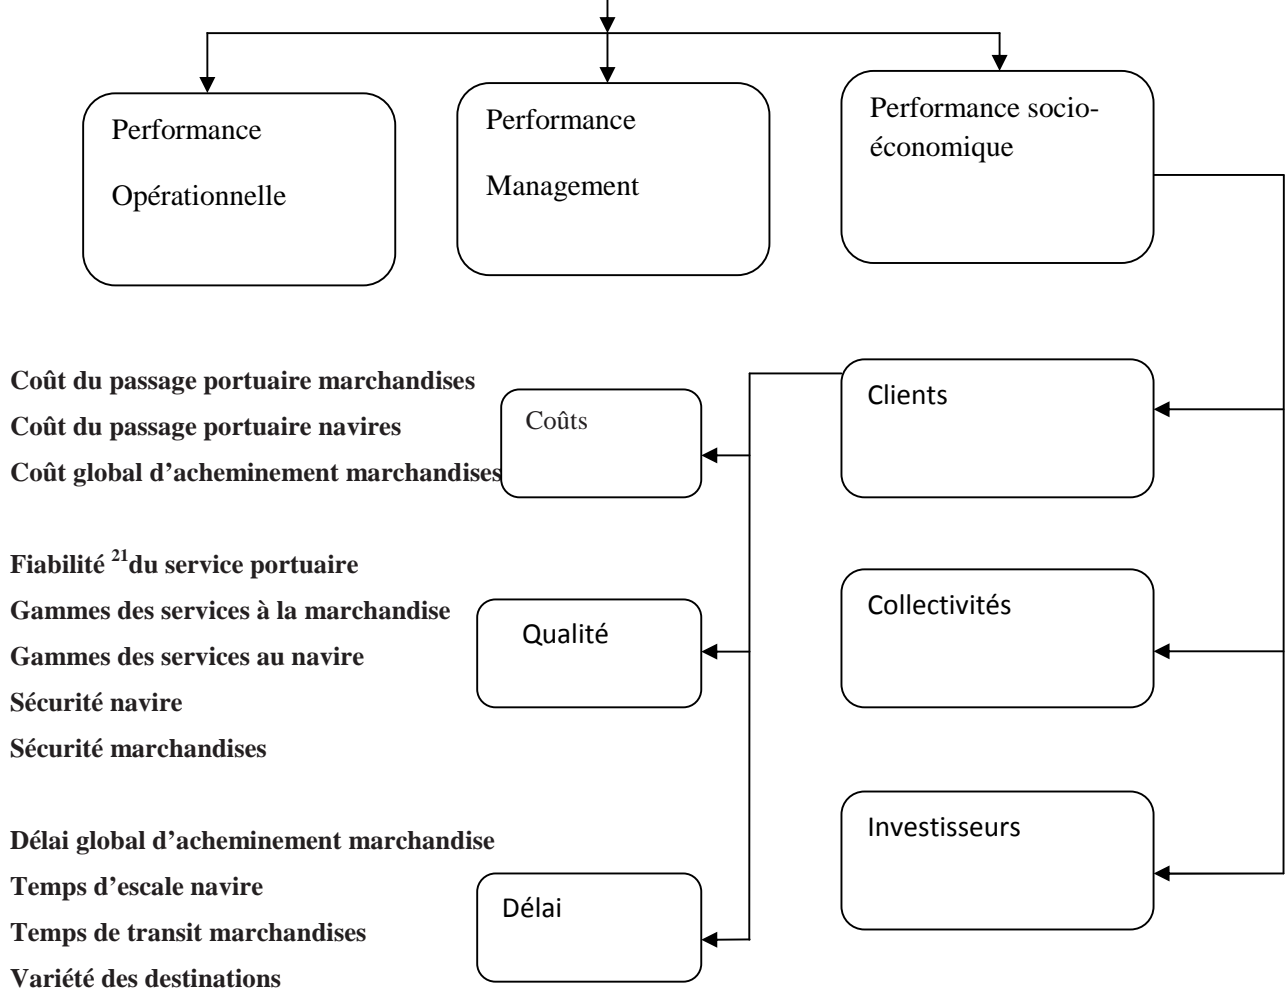 Performance
Opérationnelle
Performance
Management
Performance socio-
économique
Coût du passage portuaire marchandises
Coût du passage portuaire navires
Coût global d’acheminement marchandises
Coûts
Clients
Fiabilité ²¹du service portuaire
Gammes des services à la marchandise
Gammes des services au navire
Sécurité navire
Sécurité marchandises
Qualité
Collectivités
Délai global d’acheminement marchandise
Temps d’escale navire
Temps de transit marchandises
Variété des destinations
Délai
Investisseurs